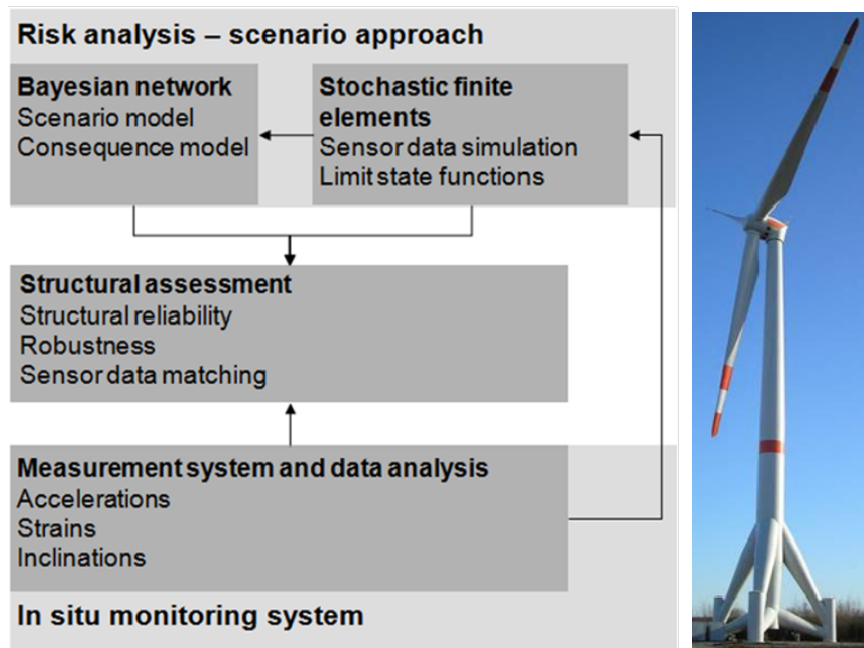 Risk analysis – scenario approach
Bayesian network
Scenario model
Consequence model
Stochastic finite
elements
Sensor data simulation
Limit state functions
Structural assessment
Structural reliability
Robustness
Sensor data matching
Measurement system and data analysis
Accelerations
Strains
Inclinations
In situ monitoring system